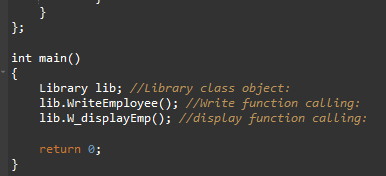 }
};
int main()
{
Library lib; //Library class object:
lib.WriteEmployee(); //Write function calling:
lib.W_displayEmp(); //display function calling:
return 0;
}